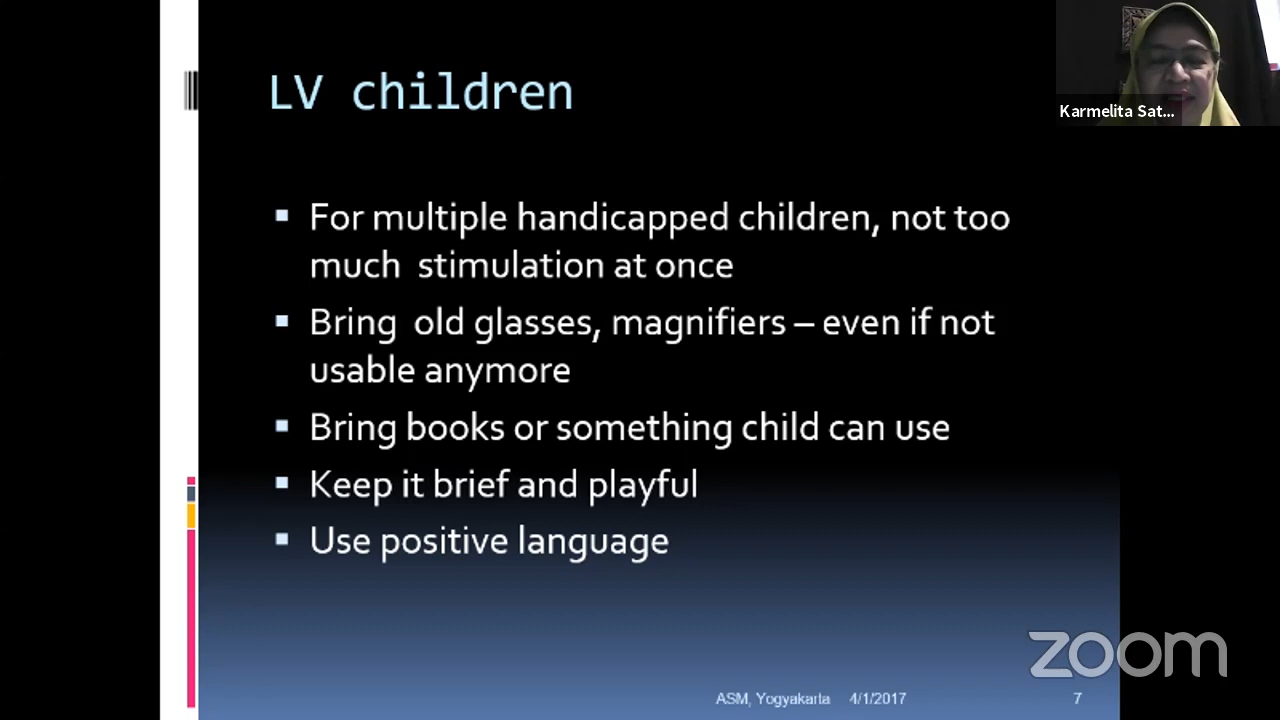 LV children
Karmelita Sat...
For multiple handicapped children, not too
much stimulation at once
Bring old glasses, magnifiers – even if not
usable anymore
Bring books or something child can use
Keep it brief and playful
Use positive language
zoom
ASM, Yogyakarta 4/1/2017 7